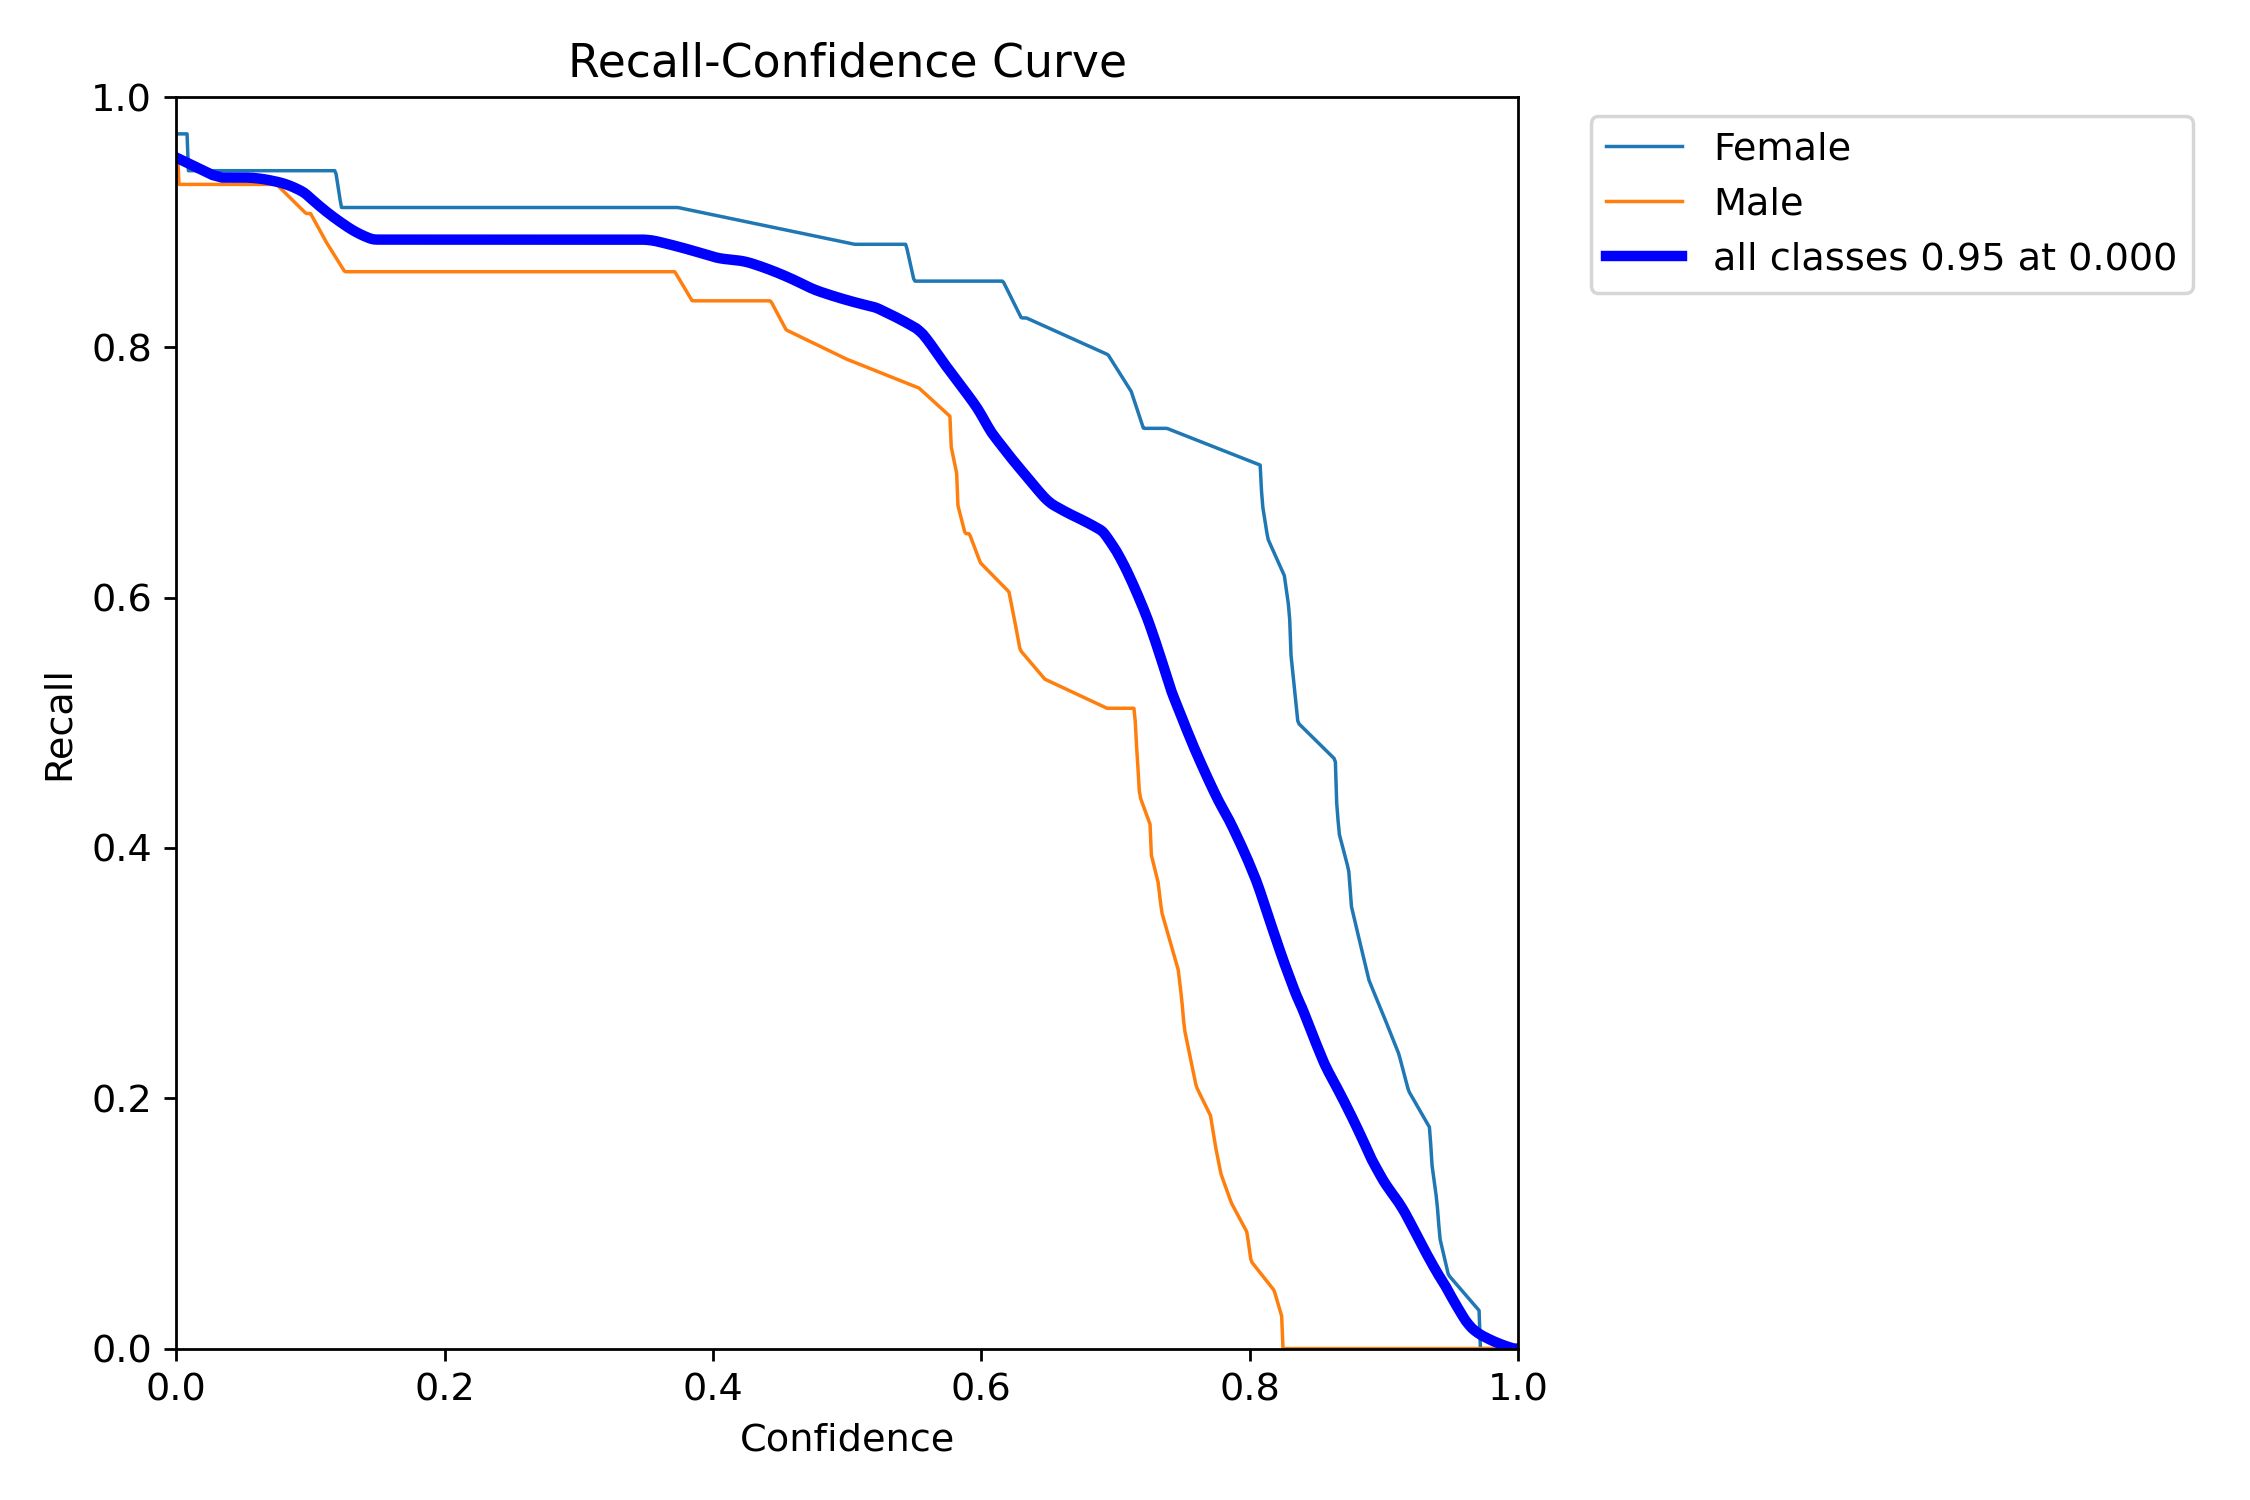 Recall-Confidence Curve
1.0
0.8
0.6
0.4
0.2
0.0
Recall
0.0 0.2 0.4 0.6 0.8 1.0
Confidence
Female
Male
all classes 0.95 at 0.000